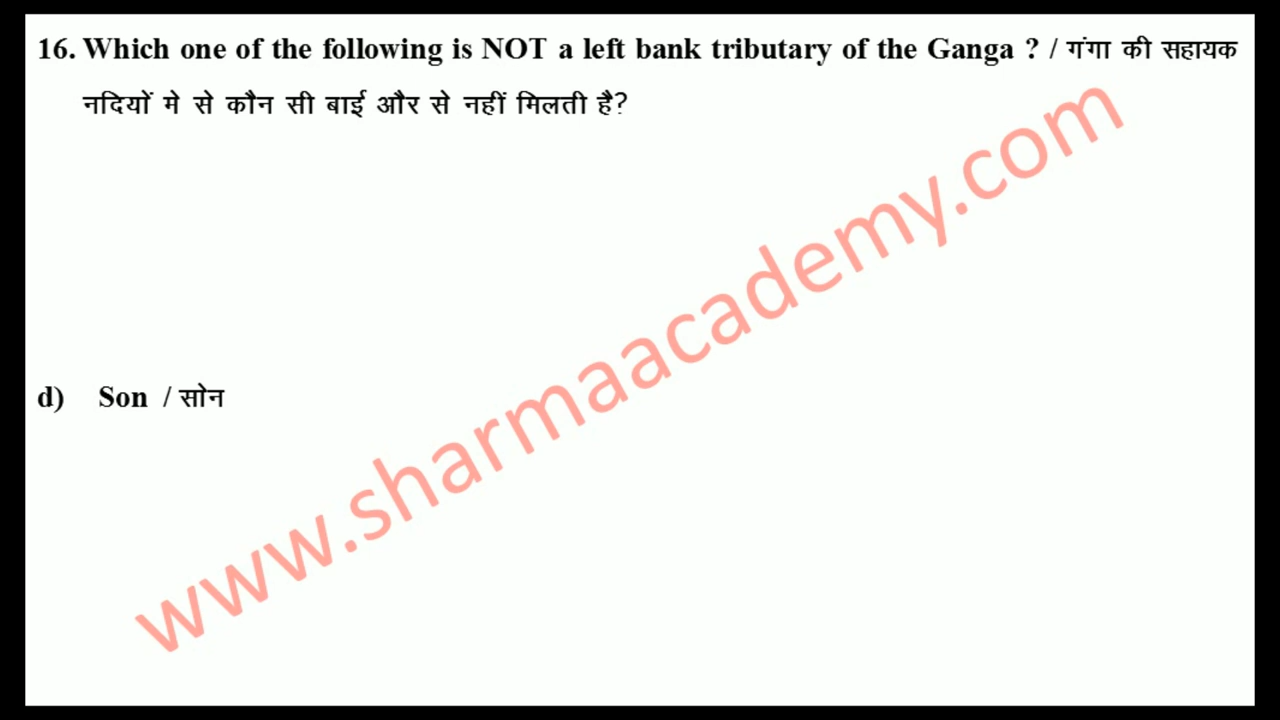 16. Which one of the following is NOT a left bank tributary of the Ganga ? / गंगा की सहायक
नदियों मे से कौन सी बाई और से नहीं मिलती है?
d) Son / सोन
www.sharmaacademy.com